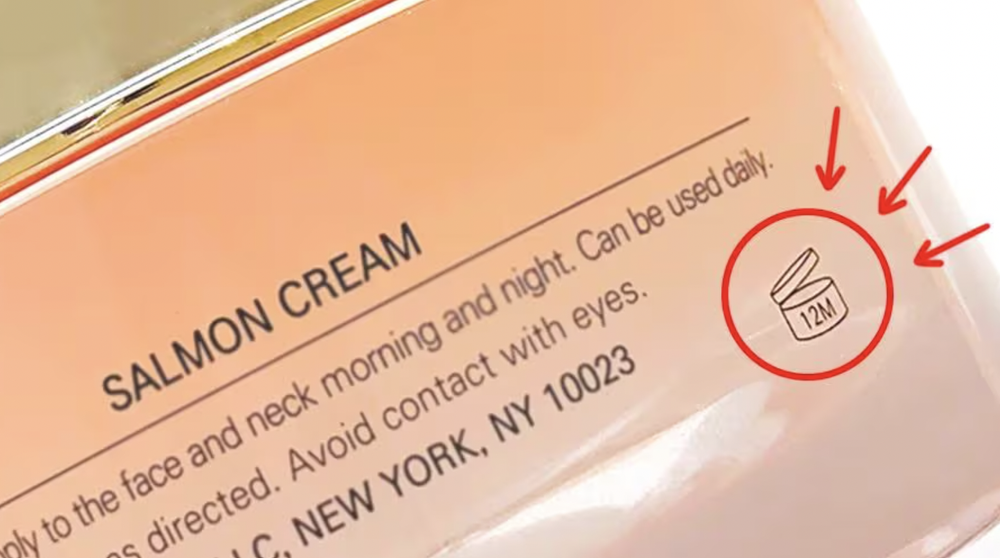 SALMON CREAM
to the face and neck morning and night. Can be used daily.
directed. Avoid contact with eyes.
NEW YORK, NY 10023
12M